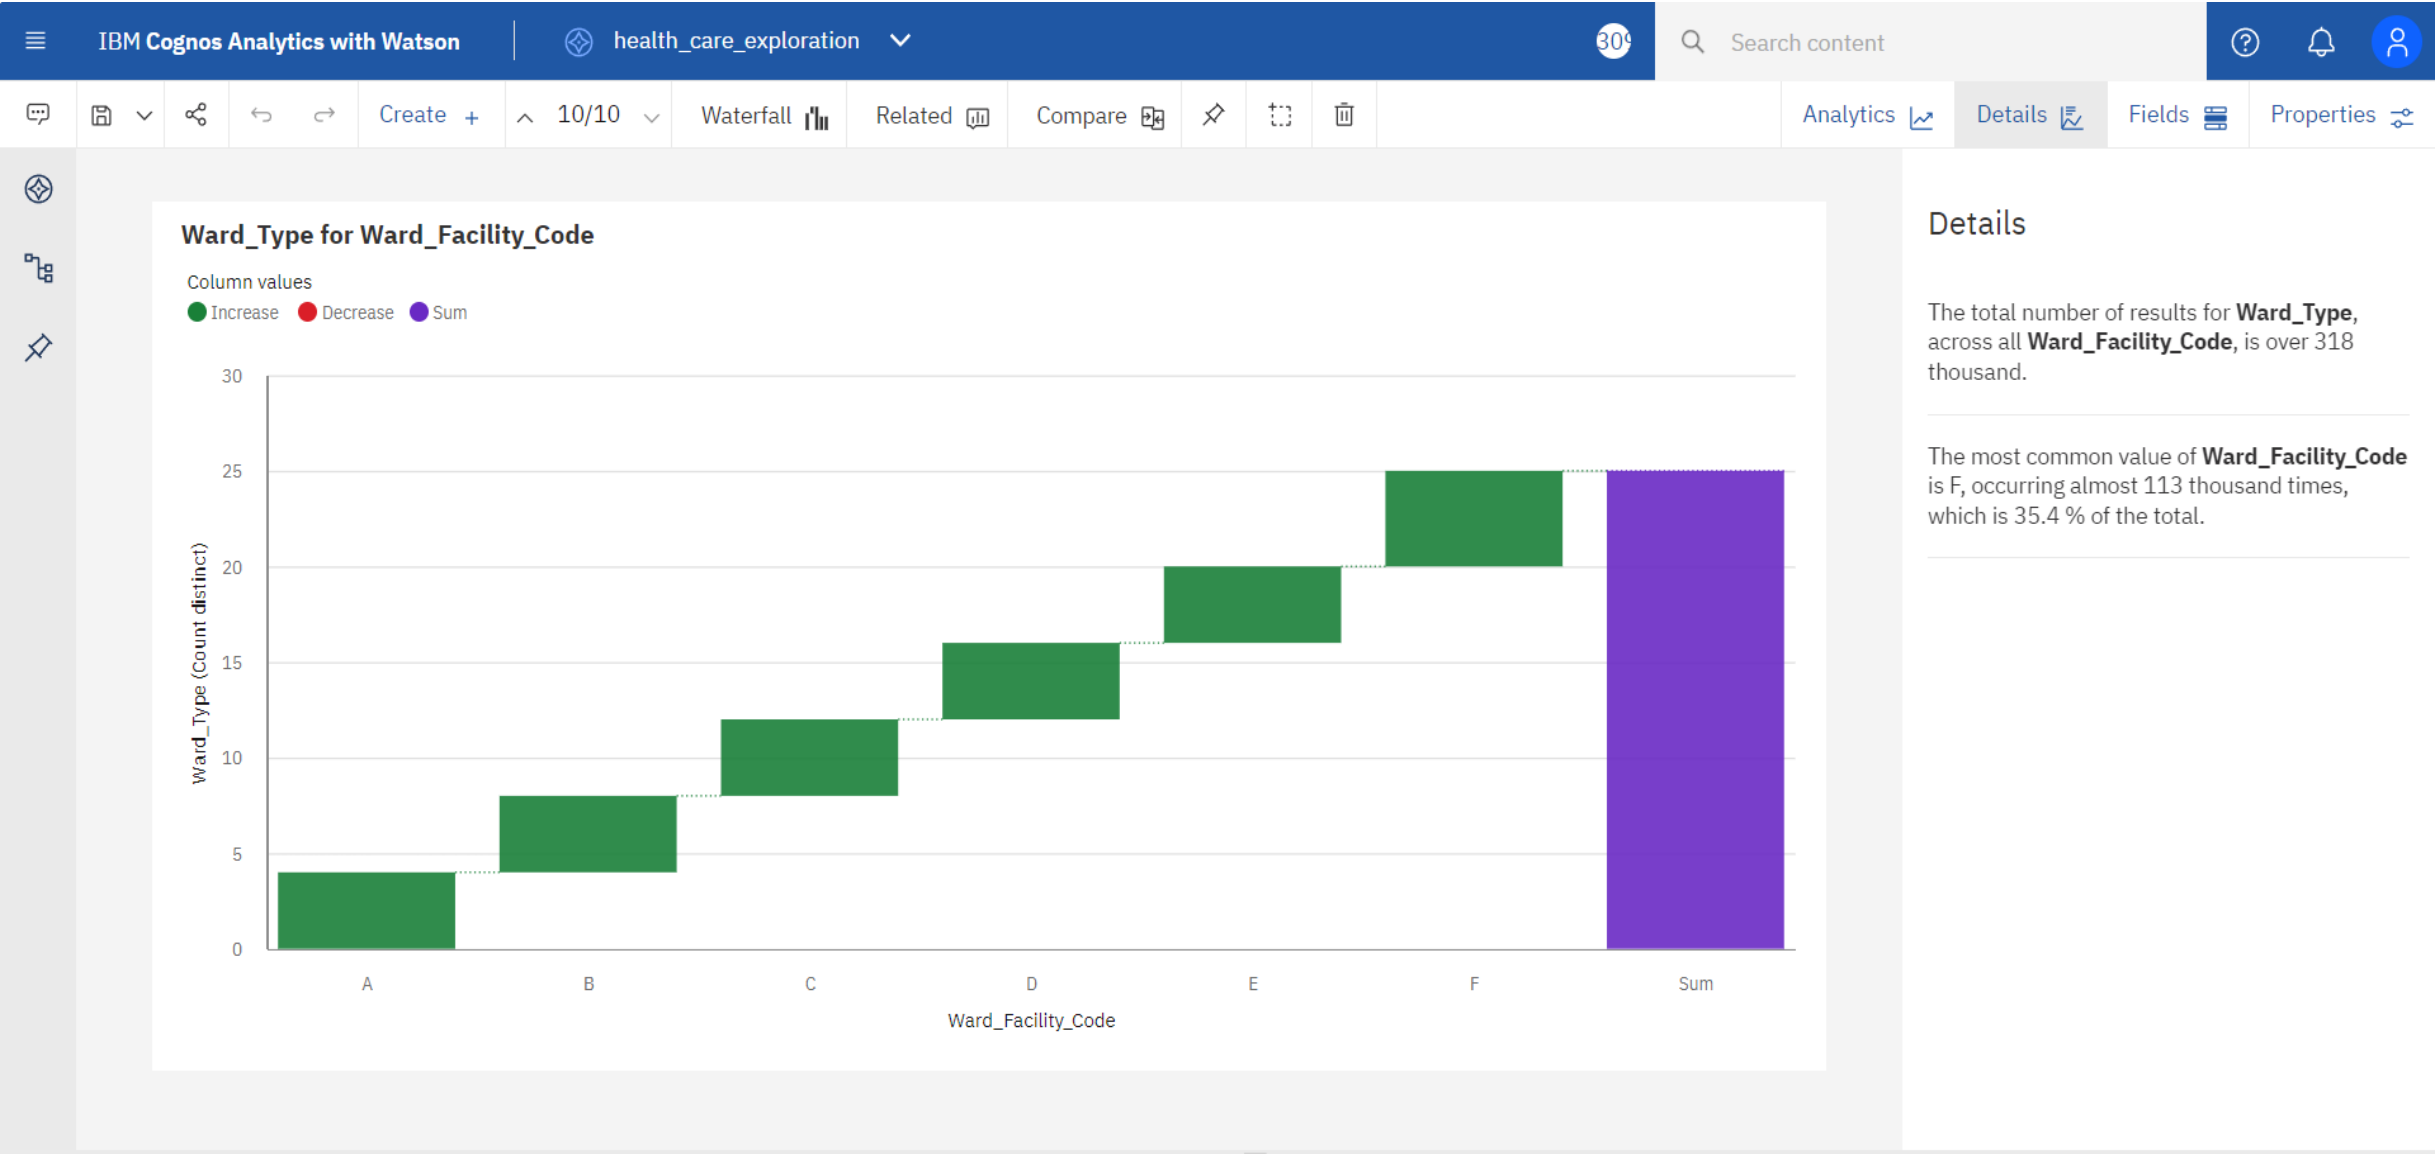 IBM Cognos Analytics with Watson
health_care_exploration
Search content
Create +
10/10
Waterfall
Related
Compare
Analytics
Details
Fields
Properties
Ward_Type for Ward_Facility_Code
Column values
Increase Decrease Sum
30
25
20
15
10
5
0
Ward_Type (Count distinct)
A B C D E F Sum
Ward_Facility_Code
Details
The total number of results for Ward_Type,
across all Ward_Facility_Code, is over 318
thousand.
The most common value of Ward_Facility_Code
is F, occurring almost 113 thousand times,
which is 35.4 % of the total.